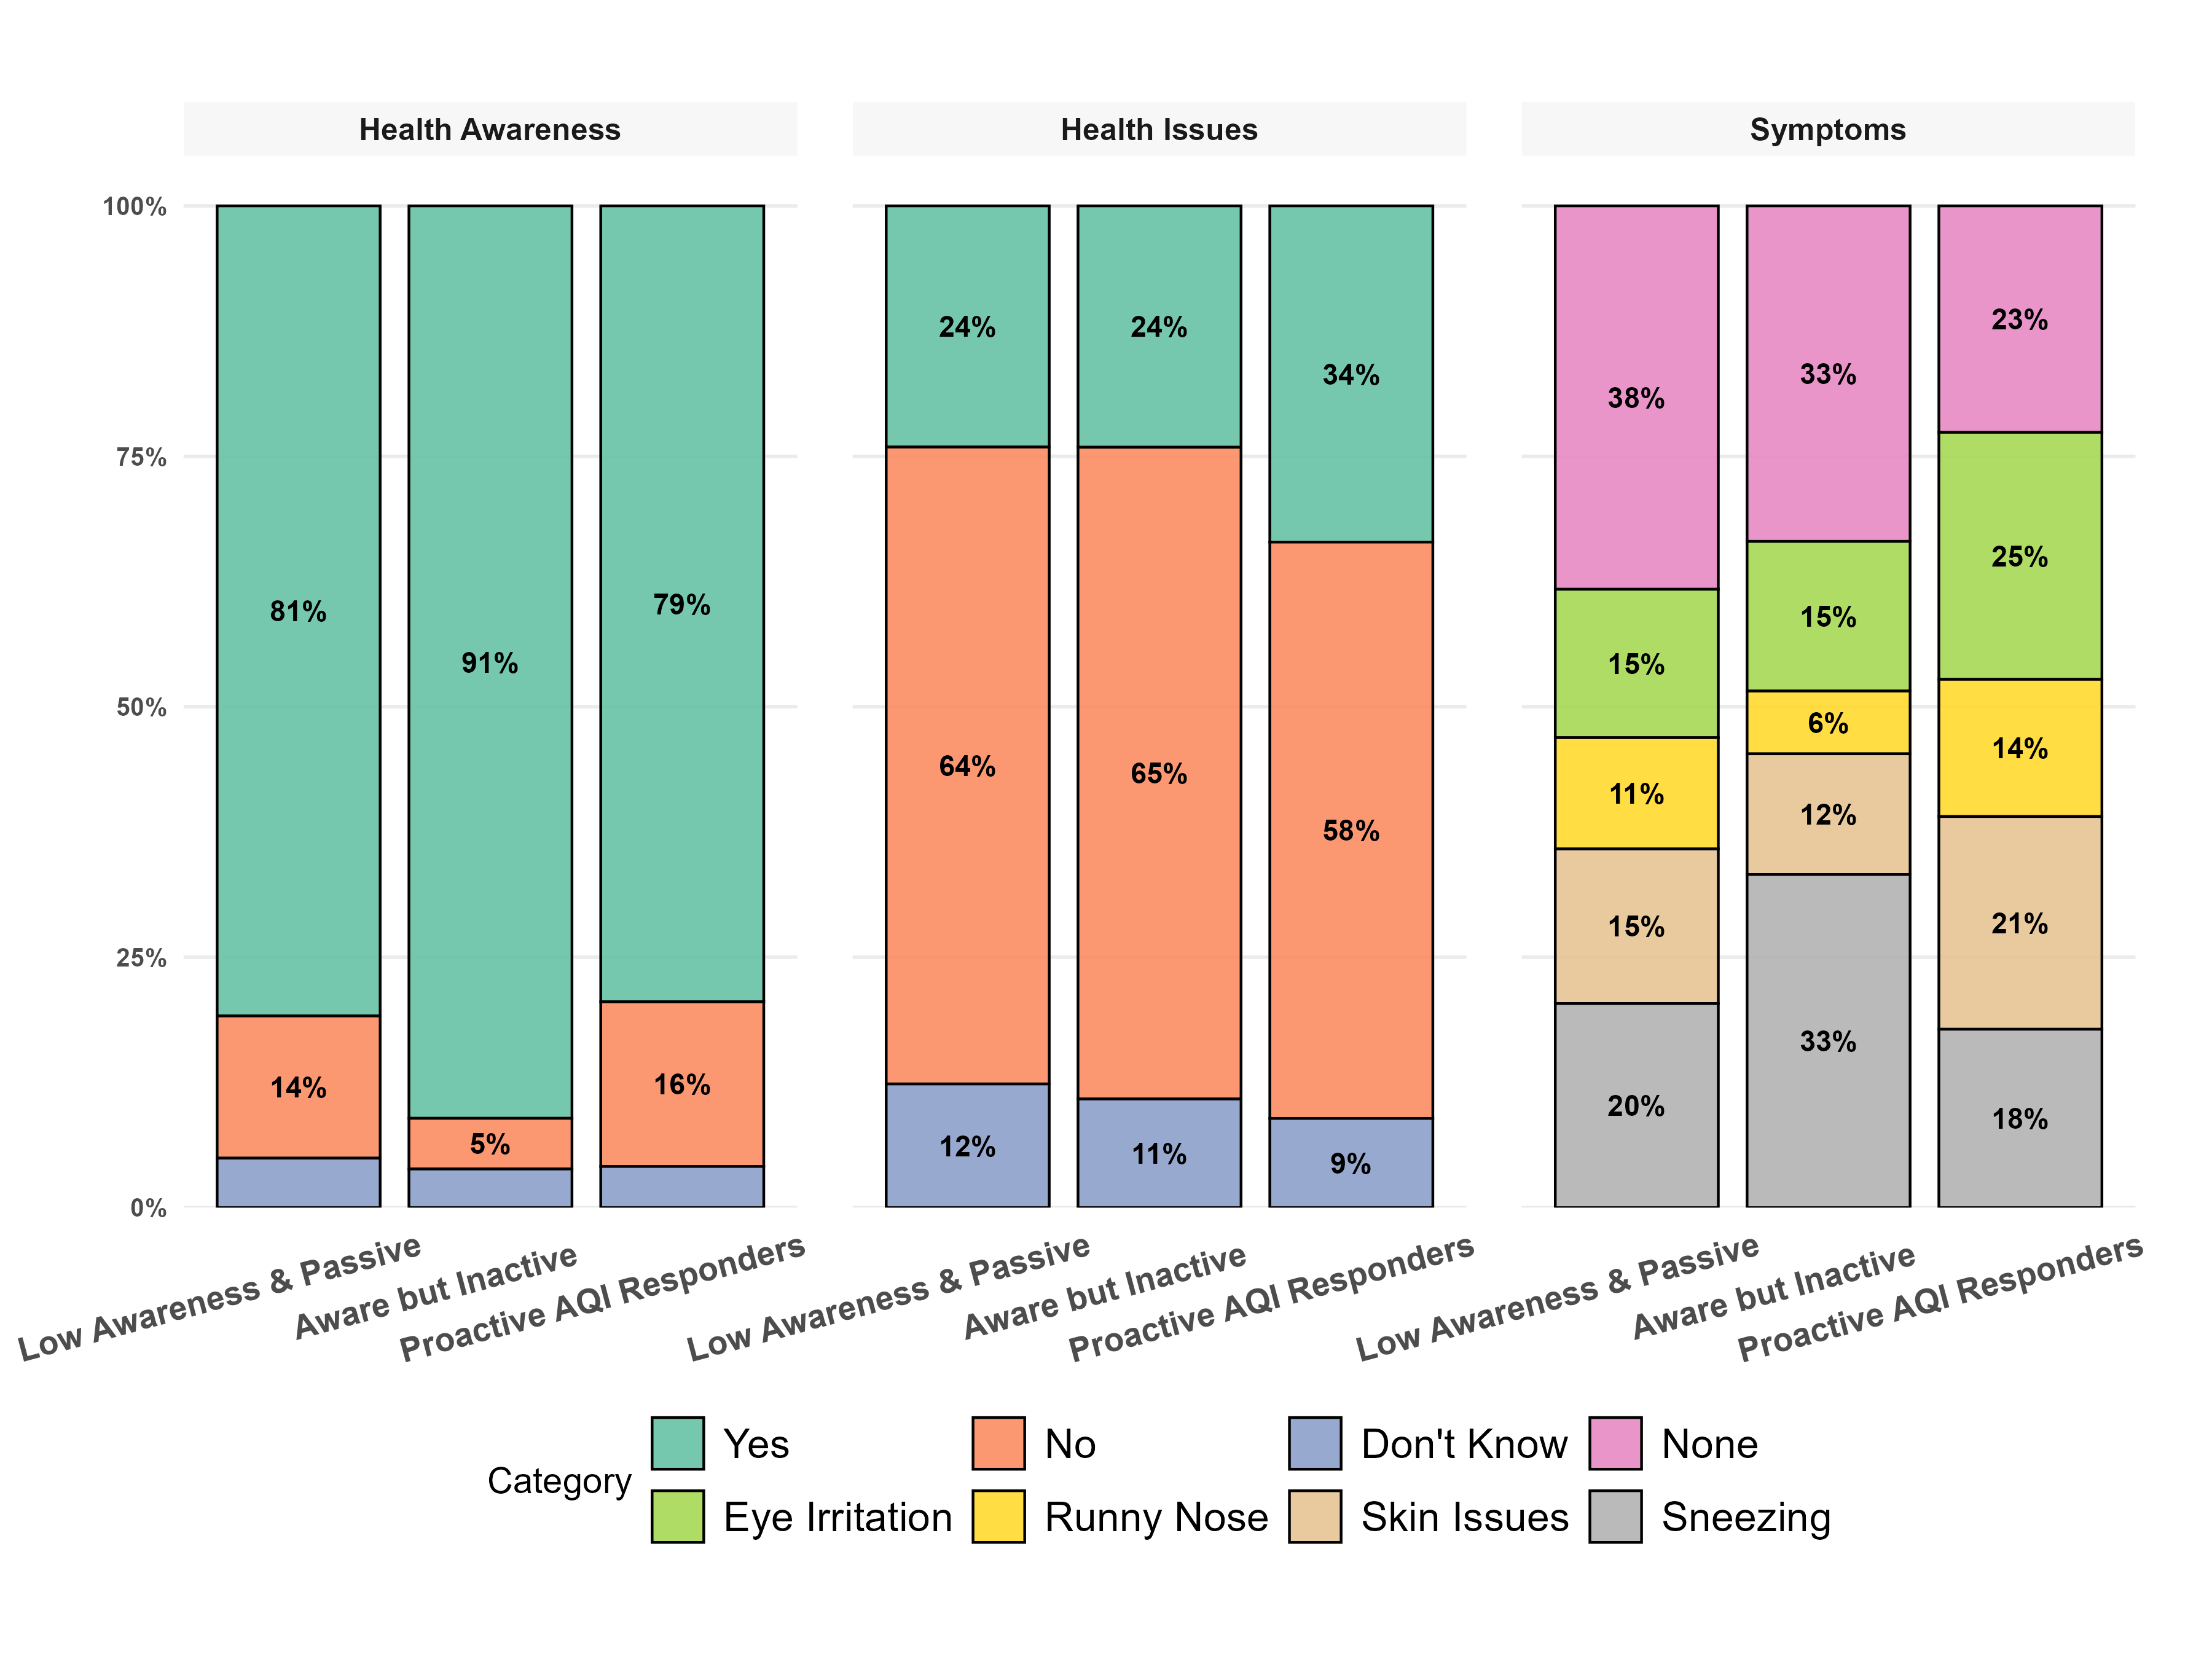 Health Awareness
Health Issues
Symptoms
100%
75%
50%
25%
0%
81%
14%
91%
5%
79%
16%
24%
64%
12%
24%
65%
11%
34%
58%
9%
38%
15%
11%
15%
20%
33%
15%
6%
12%
33%
23%
25%
14%
21%
18%
Low Awareness & Passive
Aware but Inactive
Proactive AQI Responders
Low Awareness & Passive
Aware but Inactive
Proactive AQI Responders
Low Awareness & Passive
Aware but Inactive
Proactive AQI Responders
Category
Yes
No
Don't Know
None
Eye Irritation
Runny Nose
Skin Issues
Sneezing